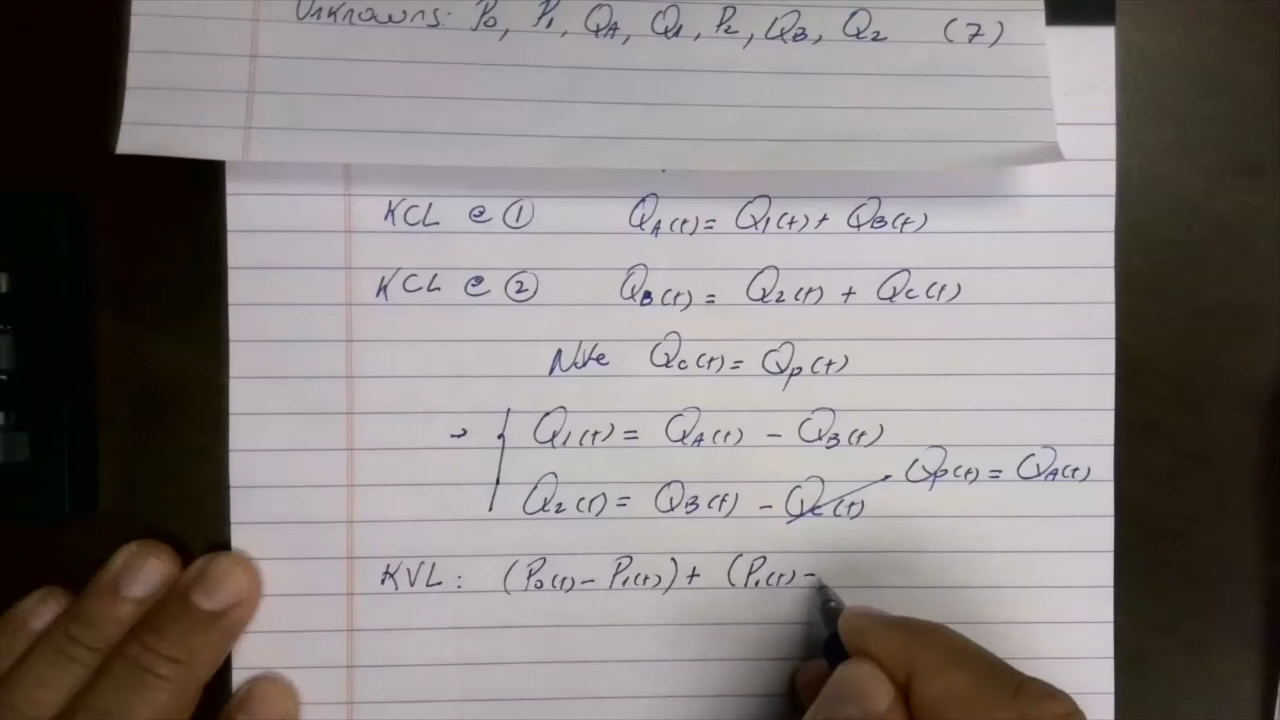 Unknowns: P0, P1, QA, Q1, P2, QB, Q2 (7)
KCL @ ① QA(t) = Q1(t) + QB(t)
KCL @ ② QB(t) = Q2(t) + Qc(t)
Note Qc(t) = Qp(t)
→ { Q1(t) = QA(t) - QB(t)
Q2(t) = QB(t) - Qc(t) Qp(t) = QA(t)
KVL: (P0(t) - P1(t)) + (P1(t) -